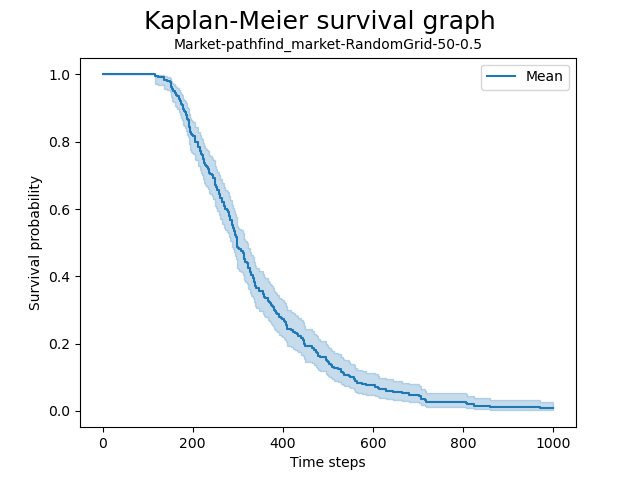 Kaplan-Meier survival graph
Market-pathfind_market-RandomGrid-50-0.5
Mean
Survival probability
1.0
0.8
0.6
0.4
0.2
0.0
0 200 400 600 800 1000
Time steps